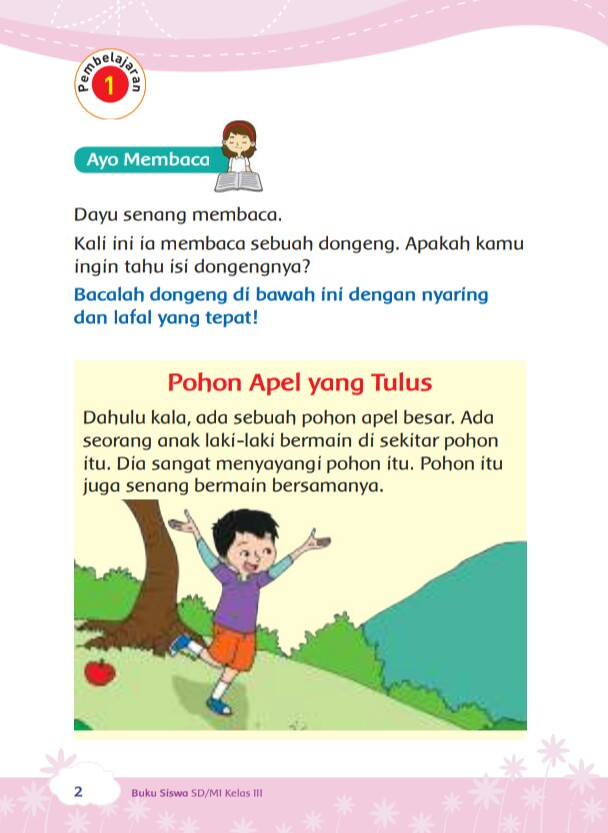 Pembelajaran
1
Ayo Membaca
Dayu senang membaca.
Kali ini ia membaca sebuah dongeng. Apakah kamu
ingin tahu isi dongengnya?
Bacalah dongeng di bawah ini dengan nyaring
dan lafal yang tepat!
Pohon Apel yang Tulus
Dahulu kala, ada sebuah pohon apel besar. Ada
seorang anak laki-laki bermain di sekitar pohon
itu. Dia sangat menyayangi pohon itu. Pohon itu
juga senang bermain bersamanya.
2
Buku Siswa SD/MI Kelas III